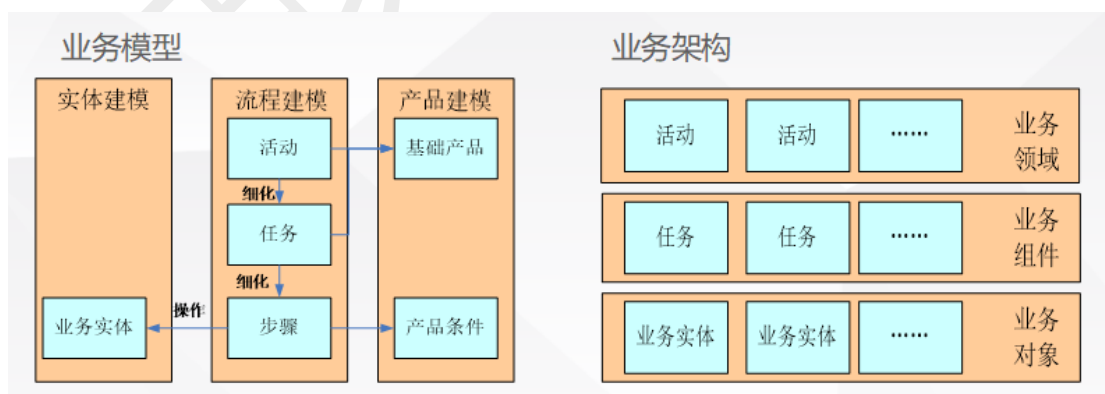 业务模型
实体建模
业务实体
流程建模
活动
细化
任务
细化
步骤
操作
产品建模
基础产品
产品条件
业务架构
活动
活动
······
业务
领域
任务
任务
······
业务
组件
业务实体
业务实体
······
业务
对象